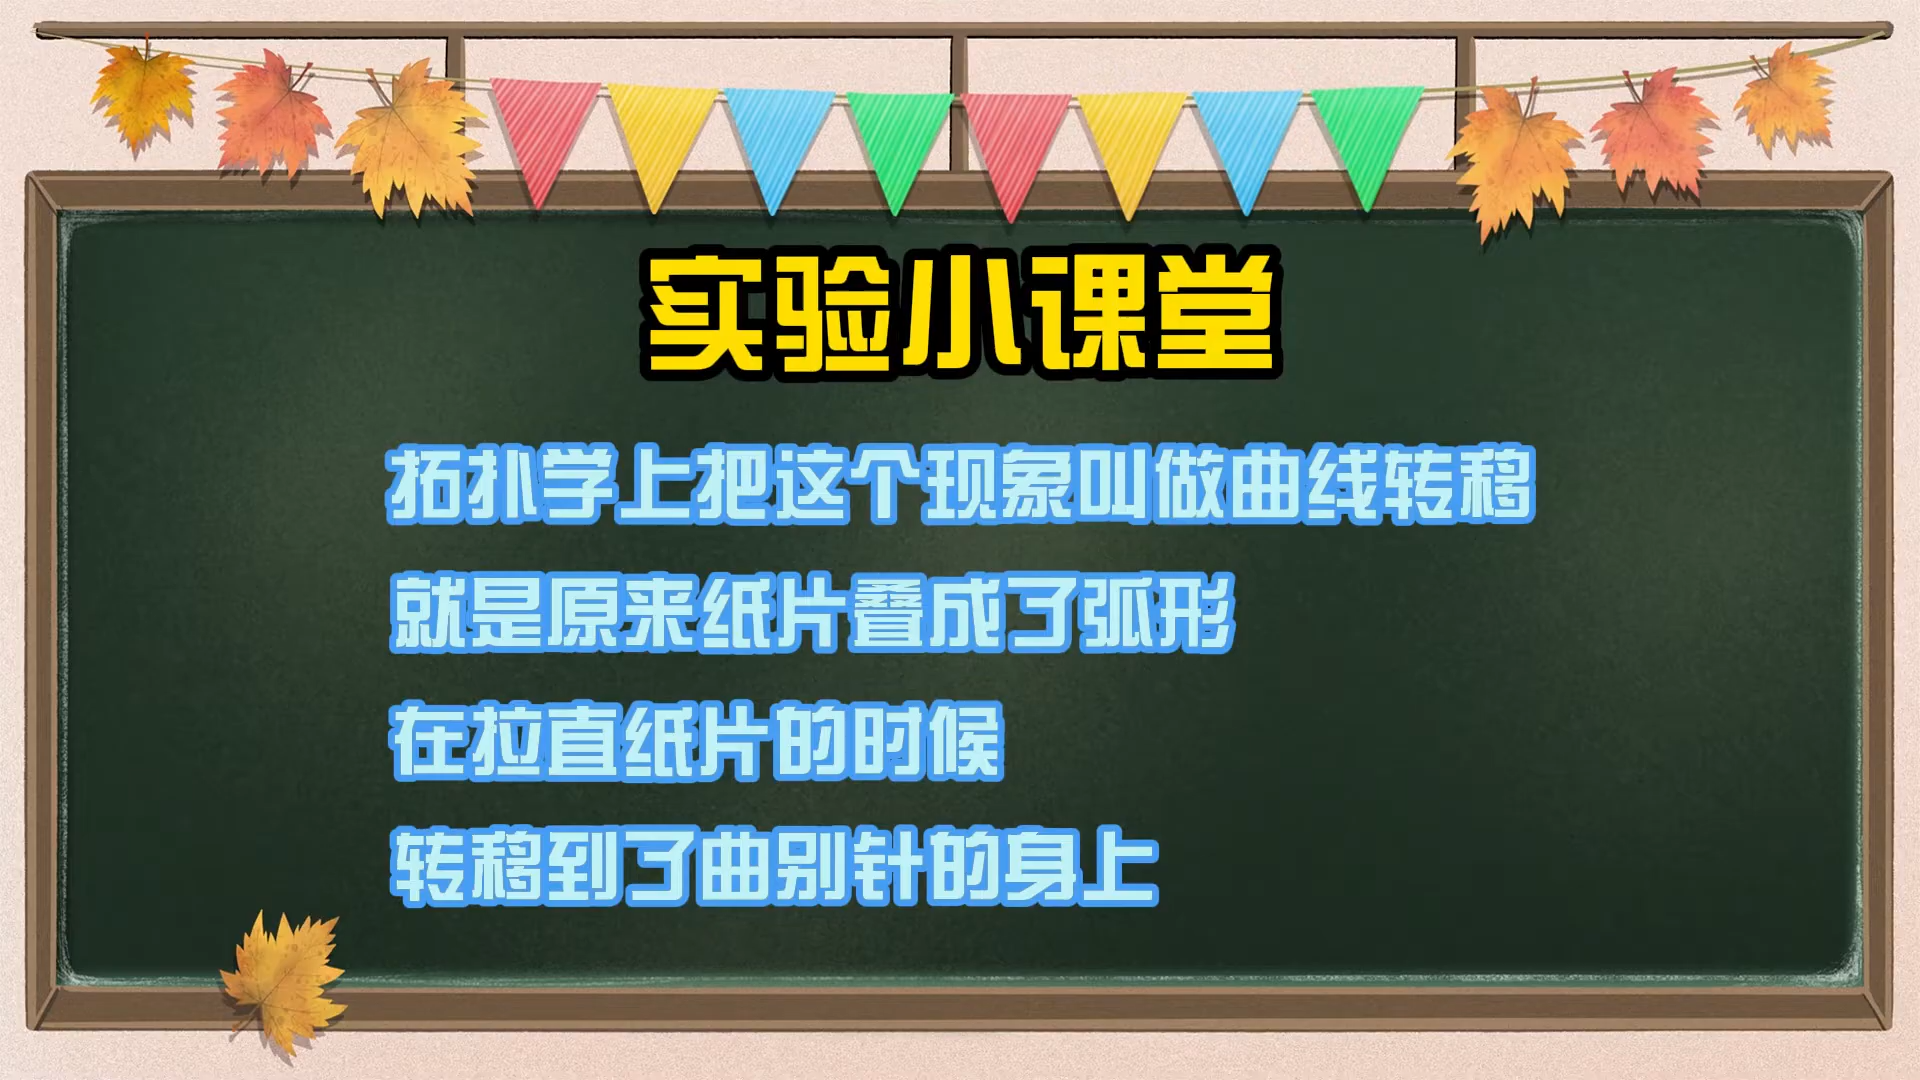 实验小课堂
拓扑学上把这个现象叫做曲线转移
就是原来纸片叠成了弧形
在拉直纸片的时候
转移到了曲别针的身上